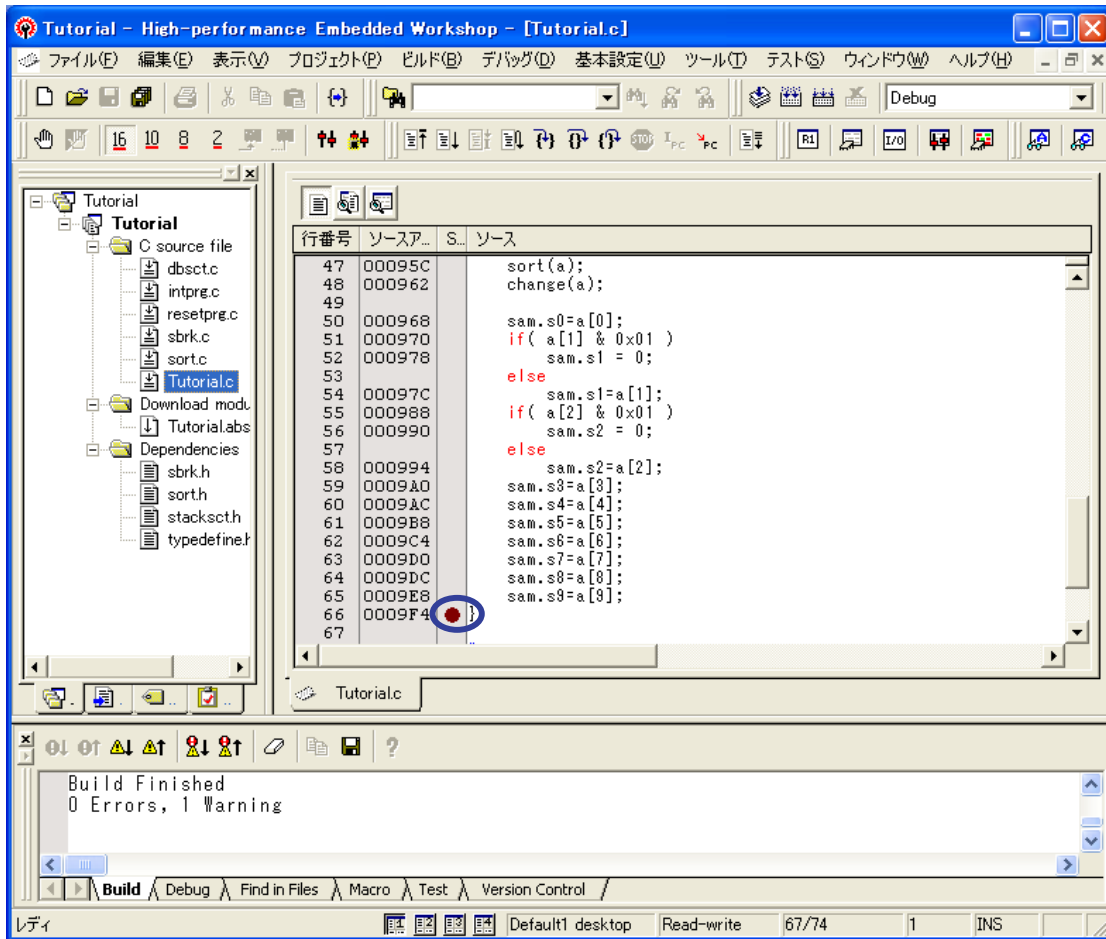 Tutorial - High-performance Embedded Workshop - [Tutorial.c]
ファイル(F) 編集(E) 表示(V) プロジェクト(P) ビルド(B) デバッグ(D) 基本設定(U) ツール(T) テスト(S) ウィンドウ(W) ヘルプ(H)
Debug
16 10 8 2 STOP I PC PC R1 I/O
Tutorial
Tutorial
C source file
dbsct.c
intprg.c
resetprg.c
sbrk.c
sort.c
Tutorial.c
Download modu
Tutorial.abs
Dependencies
sbrk.h
sort.h
stacksct.h
typedefine.h
行番号 ソースア... S... ソース
47 00095C sort(a);
48 000962 change(a);
49
50 000968 sam.s0=a[0];
51 000970 if( a[1] & 0x01 )
52 000978 sam.s1 = 0;
53 else
54 00097C sam.s1=a[1];
55 000988 if( a[2] & 0x01 )
56 000990 sam.s2 = 0;
57 else
58 000994 sam.s2=a[2];
59 0009A0 sam.s3=a[3];
60 0009AC sam.s4=a[4];
61 0009B8 sam.s5=a[5];
62 0009C4 sam.s6=a[6];
63 0009D0 sam.s7=a[7];
64 0009DC sam.s8=a[8];
65 0009E8 sam.s9=a[9];
66 0009F4 }
67
Tutorial.c
Build Finished
0 Errors, 1 Warning
Build Debug Find in Files Macro Test Version Control
レディ 1 2 3 4 Default1 desktop Read-write 67/74 1 INS